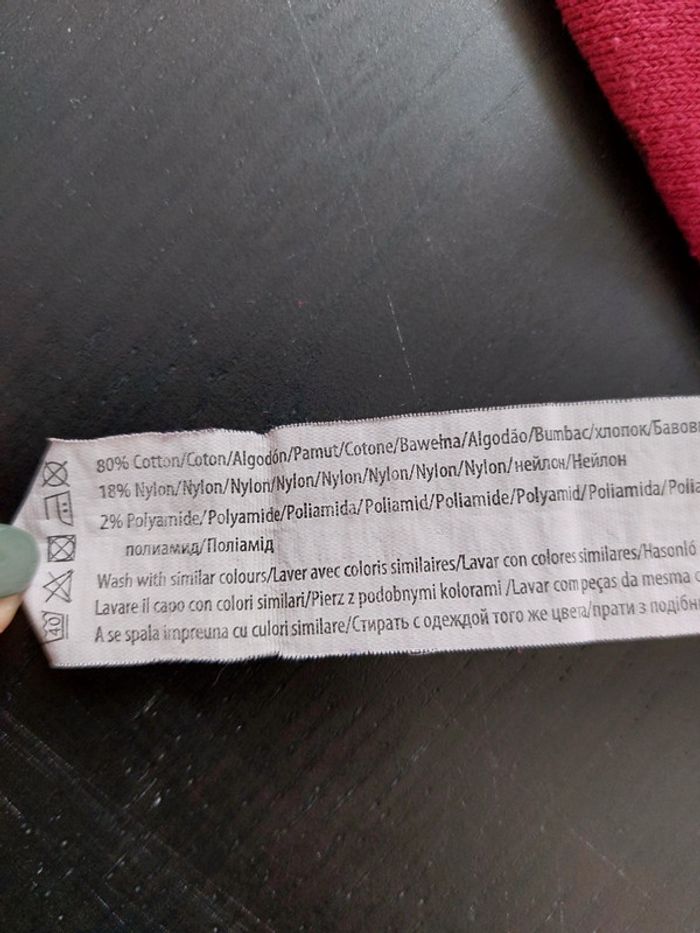 80% Cotton/Coton/Algodón/Pamut/Cotone/Bawełna/Algodão/Bumbac/хлопок/Бавовн
18% Nylon/Nylon/Nylon/Nylon/Nylon/Nylon/Nylon/Nylon/нейлон/Нейлон
2% Polyamide/Polyamide/Poliamida/Poliamid/Poliamide/Polyamid/Poliamida/Polia
полиамид/Поліамід
Wash with similar colours/Laver avec coloris similaires/Lavar con colores similares/Hasonló
Lavare il capo con colori similari/Pierz z podobnymi kolorami /Lavar com peças da mesma
A se spala impreuna cu culori similare/Стирать с одеждой того же цвета/прати з подібн
40